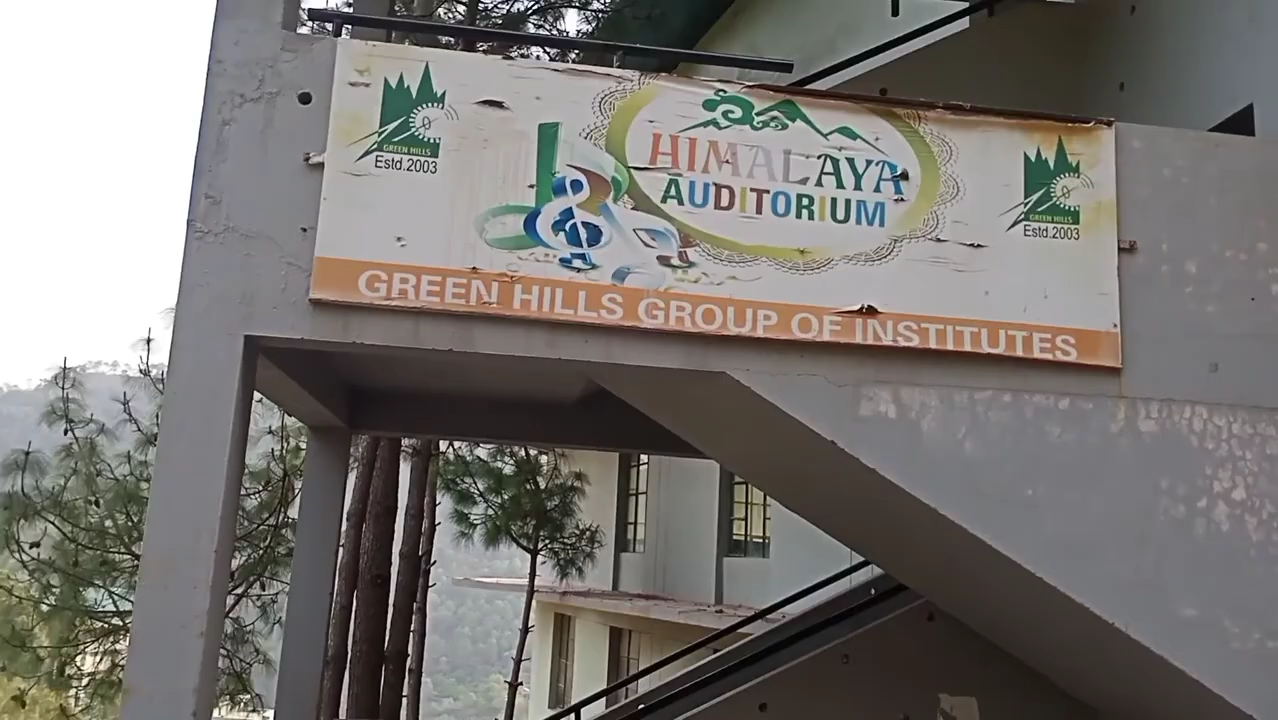 GREEN HILLS
Estd.2003
HIMALAYA
AUDITORIUM
GREEN HILLS
Estd.2003
GREEN HILLS GROUP OF INSTITUTES